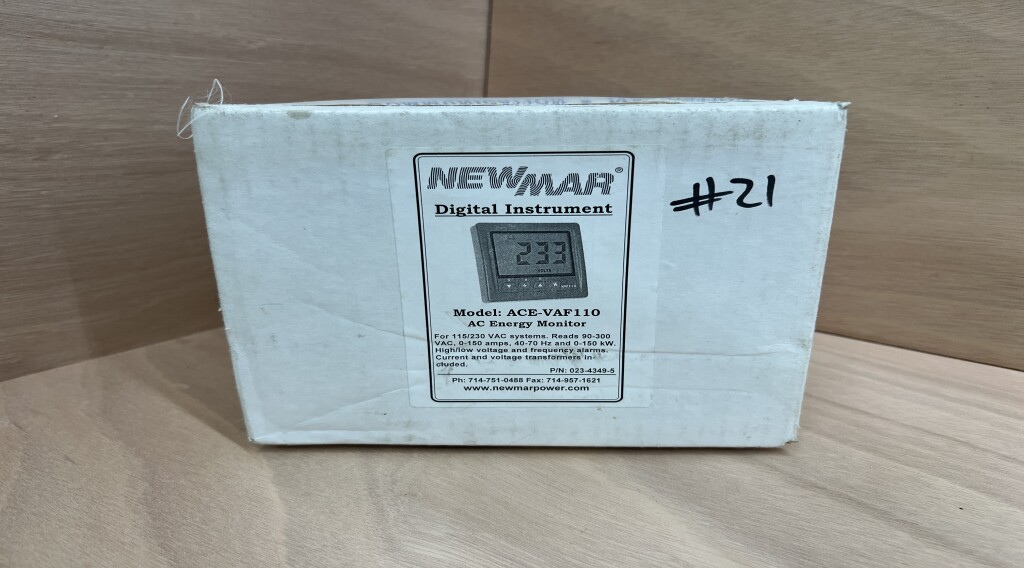 NEWMAR®
#21
Digital Instrument
233
VOLTS
Model: ACE-VAF110
AC Energy Monitor
For 115/230 VAC systems. Reads 90-300
VAC, 0-150 amps, 40-70 Hz and 0-150 kW.
High/low voltage and frequency alarms.
Current and voltage transformers in-
cluded.
P/N: 023-4349-5
Ph: 714-751-0488 Fax: 714-957-1621
www.newmarpower.com